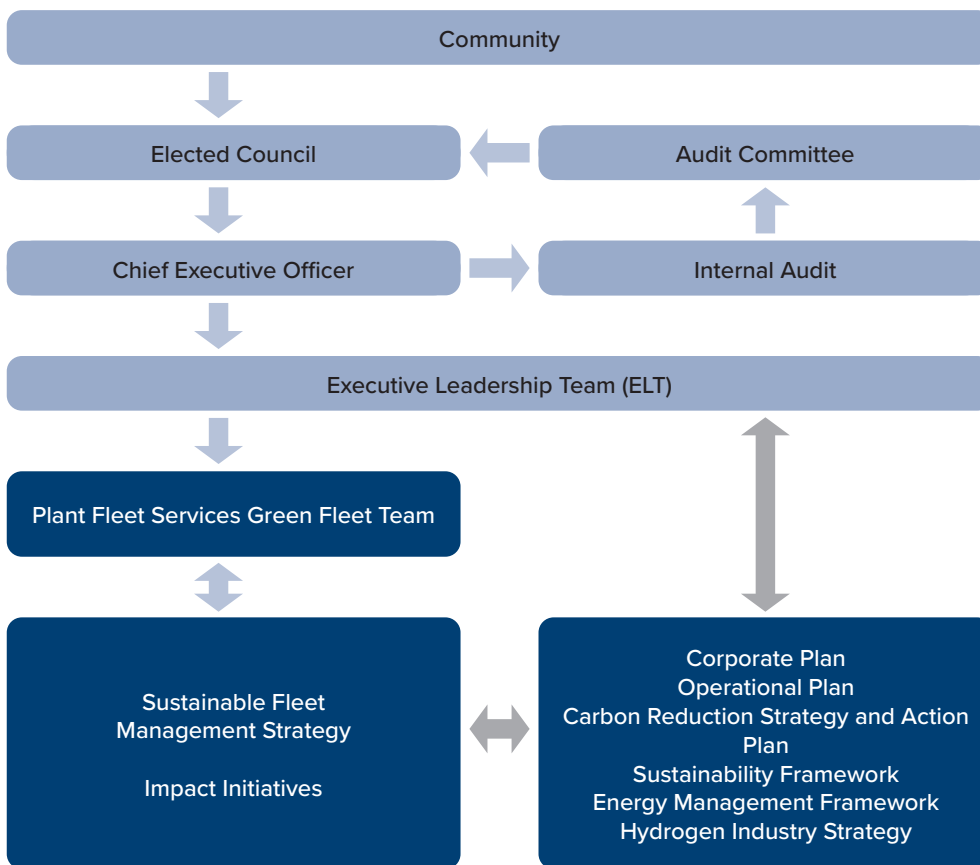 Community
Elected Council
Audit Committee
Chief Executive Officer
Internal Audit
Executive Leadership Team (ELT)
Plant Fleet Services Green Fleet Team
Sustainable Fleet
Management Strategy
Impact Initiatives
Corporate Plan
Operational Plan
Carbon Reduction Strategy and Action
Plan
Sustainability Framework
Energy Management Framework
Hydrogen Industry Strategy